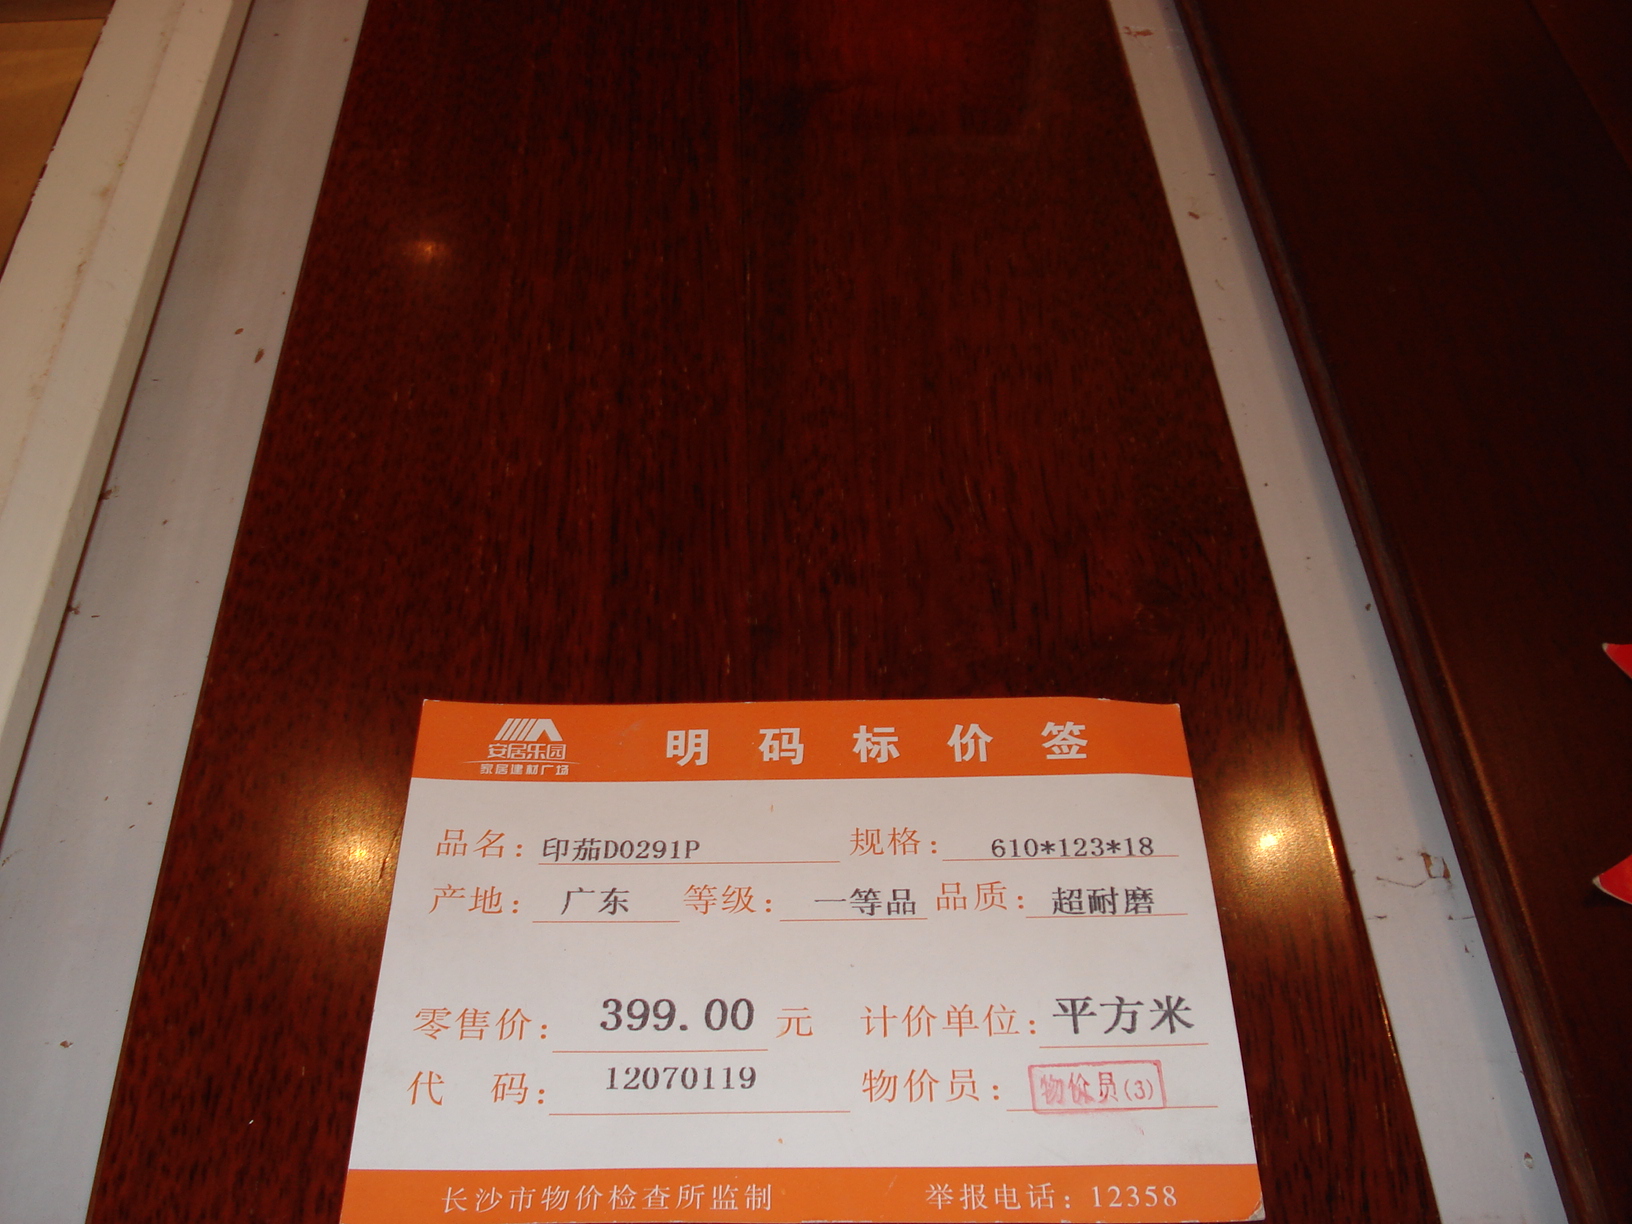 安居乐园
家居建材广场
明码标价签
品名：印茄D0291P 规格：610*123*18
产地：广东 等级：一等品 品质：超耐磨
零售价：399.00 元 计价单位：平方米
代 码：12070119 物价员：物价员(3)
长沙市物价检查所监制 举报电话：12358